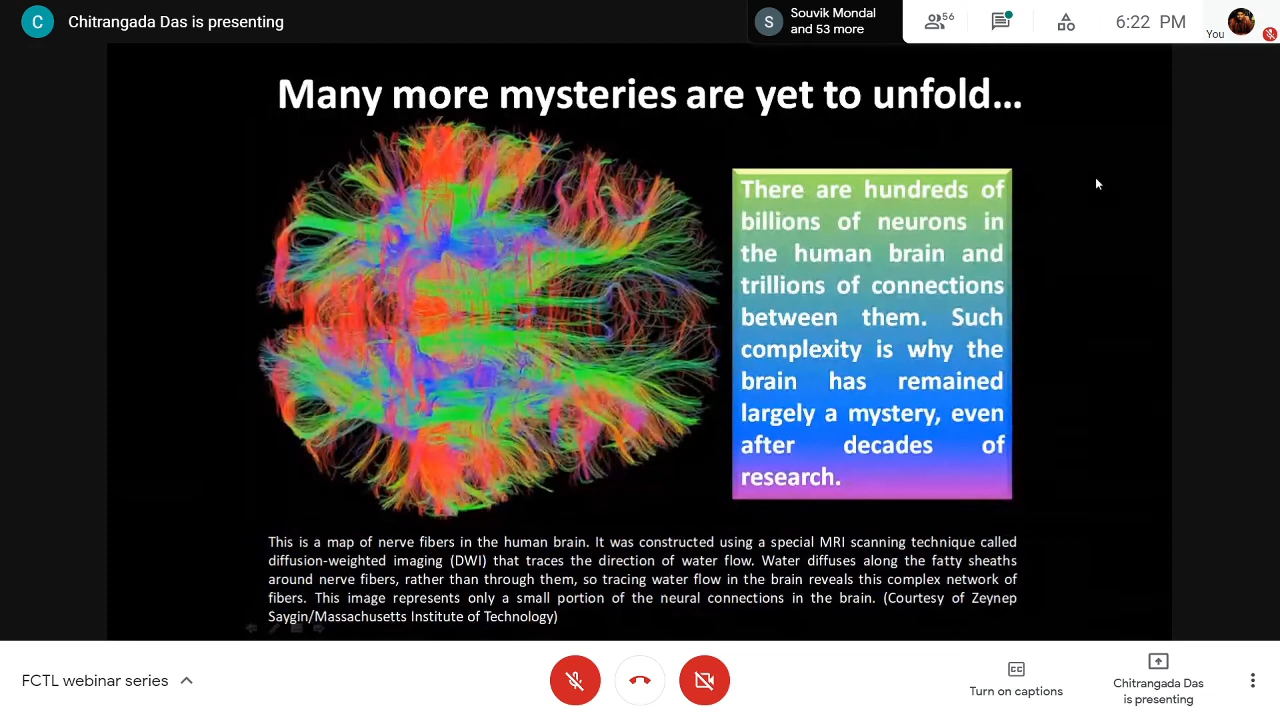 C
Chitrangada Das is presenting
S
Souvik Mondal
and 53 more
56
6:22 PM
You
Many more mysteries are yet to unfold...
There are hundreds of
billions of neurons in
the human brain and
trillions of connections
between them. Such
complexity is why the
brain has remained
largely a mystery, even
after decades of
research.
This is a map of nerve fibers in the human brain. It was constructed using a special MRI scanning technique called
diffusion-weighted imaging (DWI) that traces the direction of water flow. Water diffuses along the fatty sheaths
around nerve fibers, rather than through them, so tracing water flow in the brain reveals this complex network of
fibers. This image represents only a small portion of the neural connections in the brain. (Courtesy of Zeynep
Saygin/Massachusetts Institute of Technology)
FCTL webinar series
CC
Turn on captions
Chitrangada Das
is presenting